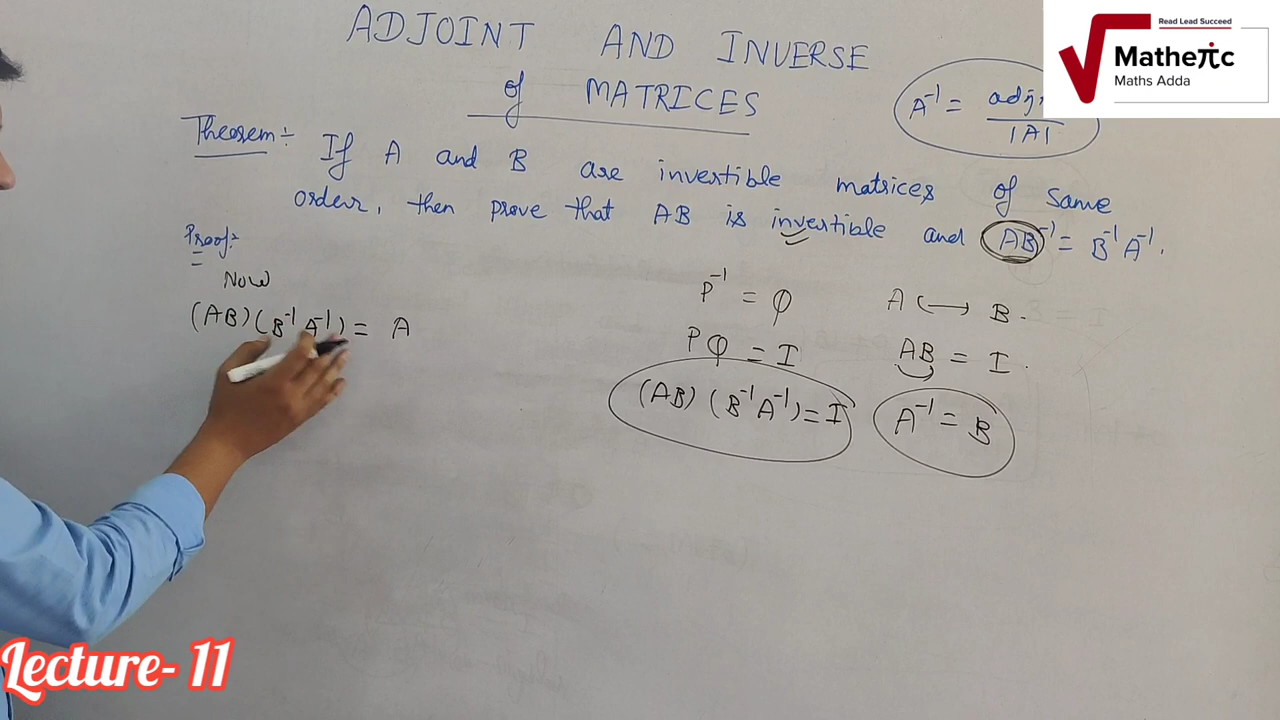 ADJOINT AND INVERSE
of MATRICES
Read Lead Succeed
Matheπc
Maths Adda
A⁻¹ = adj
|A|
Theorem:- If A and B are invertible matrices of same
order, then prove that AB is invertible and (AB)⁻¹ = B⁻¹ A⁻¹.
Proof:-
Now
(AB)(B⁻¹A⁻¹) = A
P⁻¹ = Q
PQ = I
(AB) (B⁻¹A⁻¹) = I
A ⟷ B.
AB = I.
A⁻¹ = B
Lecture- 11